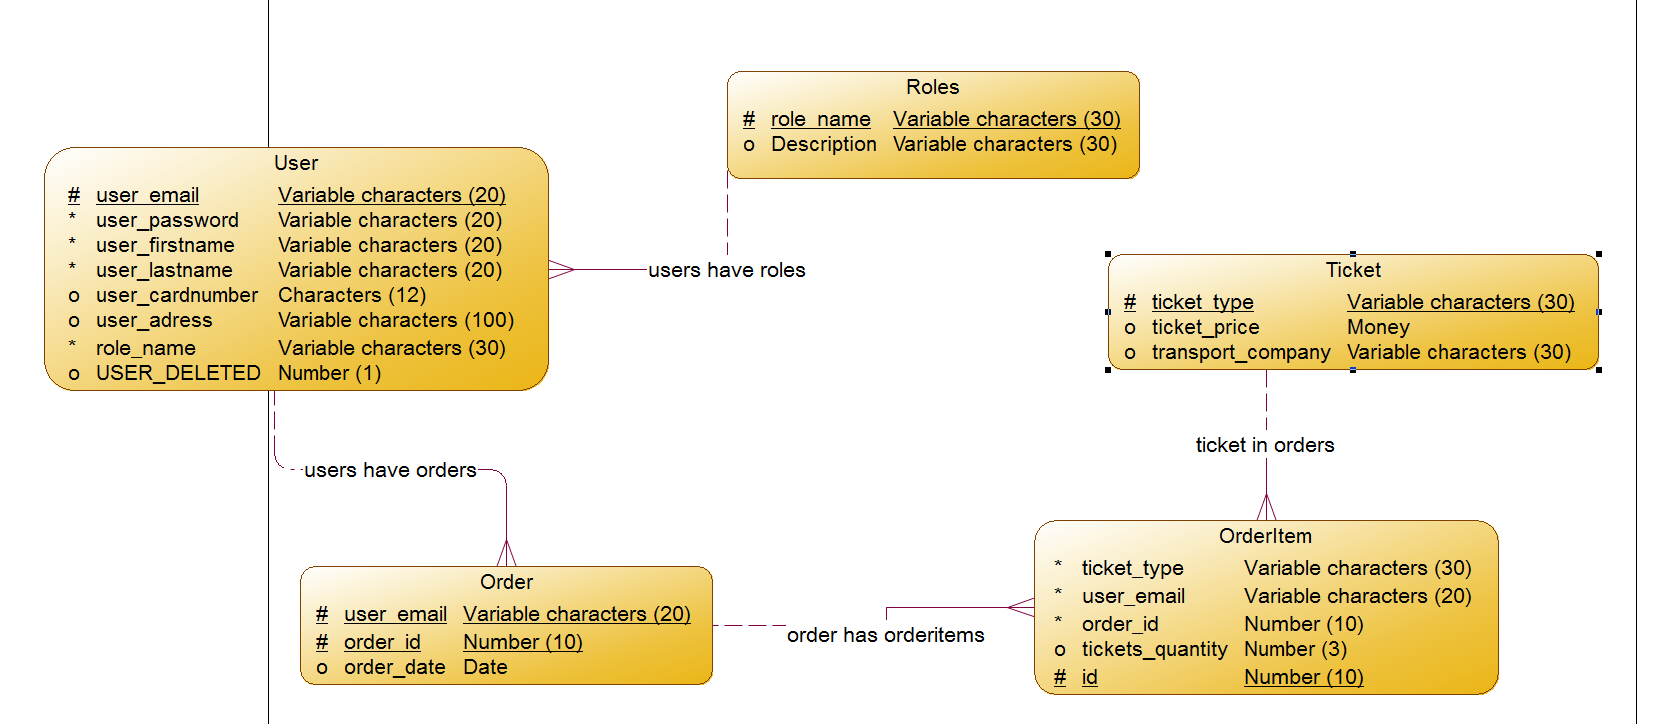 Roles
# role_name Variable characters (30)
o Description Variable characters (30)
User
# user_email Variable characters (20)
* user_password Variable characters (20)
* user_firstname Variable characters (20)
* user_lastname Variable characters (20)
o user_cardnumber Characters (12)
o user_adress Variable characters (100)
* role_name Variable characters (30)
o USER_DELETED Number (1)
users have roles
Ticket
# ticket_type Variable characters (30)
o ticket_price Money
o transport_company Variable characters (30)
ticket in orders
users have orders
Order
# user_email Variable characters (20)
# order_id Number (10)
o order_date Date
order has orderitems
OrderItem
* ticket_type Variable characters (30)
* user_email Variable characters (20)
* order_id Number (10)
o tickets_quantity Number (3)
# id Number (10)